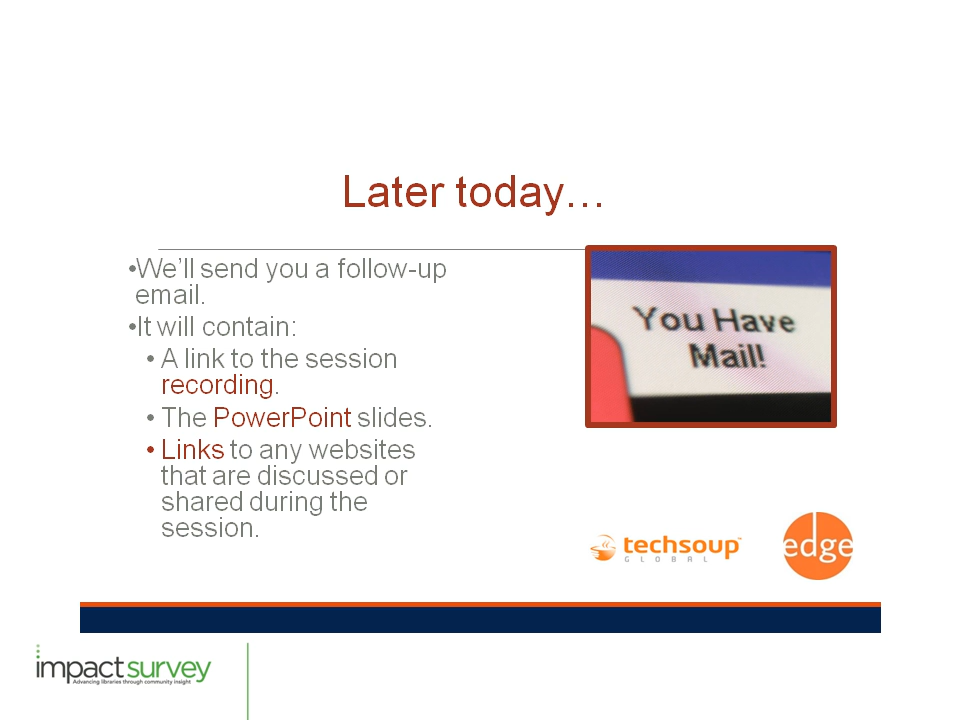 Later today…
•We’ll send you a follow-up
email.
•It will contain:
• A link to the session
recording.
• The PowerPoint slides.
• Links to any websites
that are discussed or
shared during the
session.
You Have
Mail!
techsoup™
GLOBAL
edge
impactsurvey
Advancing libraries through community insight